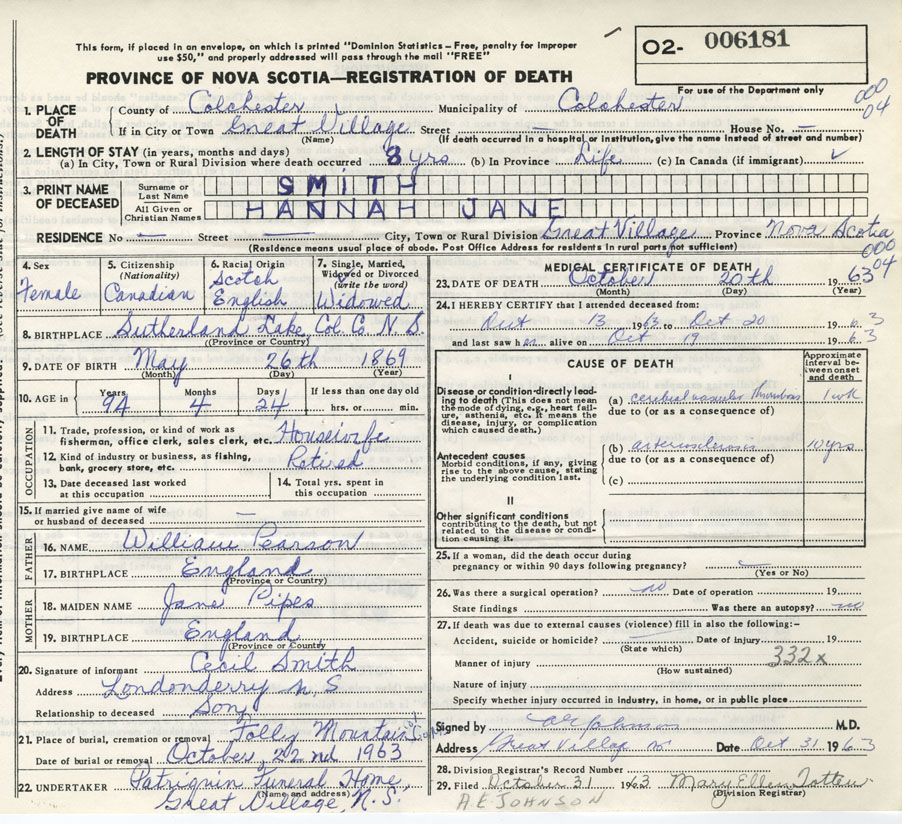 This form, if placed in an envelope, on which is printed "Dominion Statistics – Free, penalty for improper
use $50," and properly addressed will pass through the mail "FREE"
O2- 006181
PROVINCE OF NOVA SCOTIA—REGISTRATION OF DEATH
For use of the Department only
000
04
1. PLACE OF DEATH County of Colchester Municipality of Colchester
If in City or Town Great Village Street — House No. —
(Name) (If death occurred in a hospital or institution, give the name instead of street and number)
2. LENGTH OF STAY (in years, months and days)
(a) In City, Town or Rural Division where death occurred 8 yrs (b) In Province Life (c) In Canada (if immigrant)
3. PRINT NAME OF DECEASED
Surname or Last Name SMITH
All Given or Christian Names HANNAH JANE
RESIDENCE No — Street — City, Town or Rural Division Great Village Province Nova Scotia
(Residence means usual place of abode. Post Office Address for residents in rural parts not sufficient)
000
04
4. Sex Female
5. Citizenship (Nationality) Canadian
6. Racial Origin Scotch English
7. Single, Married, Widowed or Divorced (write the word) Widowed
8. BIRTHPLACE Sutherland Lake Col Co N.S.
(Province or Country)
9. DATE OF BIRTH May 26th 1869
(Month) (Day) (Year)
10. AGE in Years 94 Months 4 Days 24 If less than one day old hrs. or min.
OCCUPATION
11. Trade, profession, or kind of work as fisherman, office clerk, sales clerk, etc. Housewife
12. Kind of industry or business, as fishing, bank, grocery store, etc. Retired
13. Date deceased last worked at this occupation
14. Total yrs. spent in this occupation
15. If married give name of wife or husband of deceased —
FATHER
16. NAME William Pearson
17. BIRTHPLACE England
(Province or Country)
MOTHER
18. MAIDEN NAME Jane Pipes
19. BIRTHPLACE England
(Province or Country)
20. Signature of informant Cecil Smith
Address Londonderry N.S
Relationship to deceased Son
21. Place of burial, cremation or removal Folly Mountain
Date of burial or removal October 22nd 1963
22. UNDERTAKER Patriquin Funeral Home
(Name and address)
Great Village, N.S.
MEDICAL CERTIFICATE OF DEATH
23. DATE OF DEATH October 20th 1963
(Month) (Day) (Year)
24. I HEREBY CERTIFY that I attended deceased from:
Oct 13 1963 to Oct 20 1963
and last saw her alive on Oct 19 1963
CAUSE OF DEATH
Approximate interval between onset and death
I
Disease or condition directly leading to death (This does not mean the mode of dying, e.g., heart failure, asthenia, etc. It means the disease, injury, or complication which caused death.)
(a) cerebral vascular thrombosis 1 wk
due to (or as a consequence of)
Antecedent causes
Morbid conditions, if any, giving rise to the above cause, stating the underlying condition last.
(b) arteriosclerosis 10 yrs
due to (or as a consequence of)
(c)
II
Other significant conditions
contributing to the death, but not related to the disease or condition causing it.
25. If a woman, did the death occur during pregnancy or within 90 days following pregnancy?
(Yes or No)
26. Was there a surgical operation? no Date of operation 19
State findings Was there an autopsy? no
27. If death was due to external causes (violence) fill in also the following:–
Accident, suicide or homicide? Date of injury 19
(State which)
Manner of injury 332x
(How sustained)
Nature of injury
Specify whether injury occurred in industry, in home, or in public place
Signed by A E Johnson M.D.
Address Great Village Date Oct 31 1963
28. Division Registrar's Record Number
29. Filed October 31 1963 Mary Ellen Totten
(Division Registrar)
A.E JOHNSON